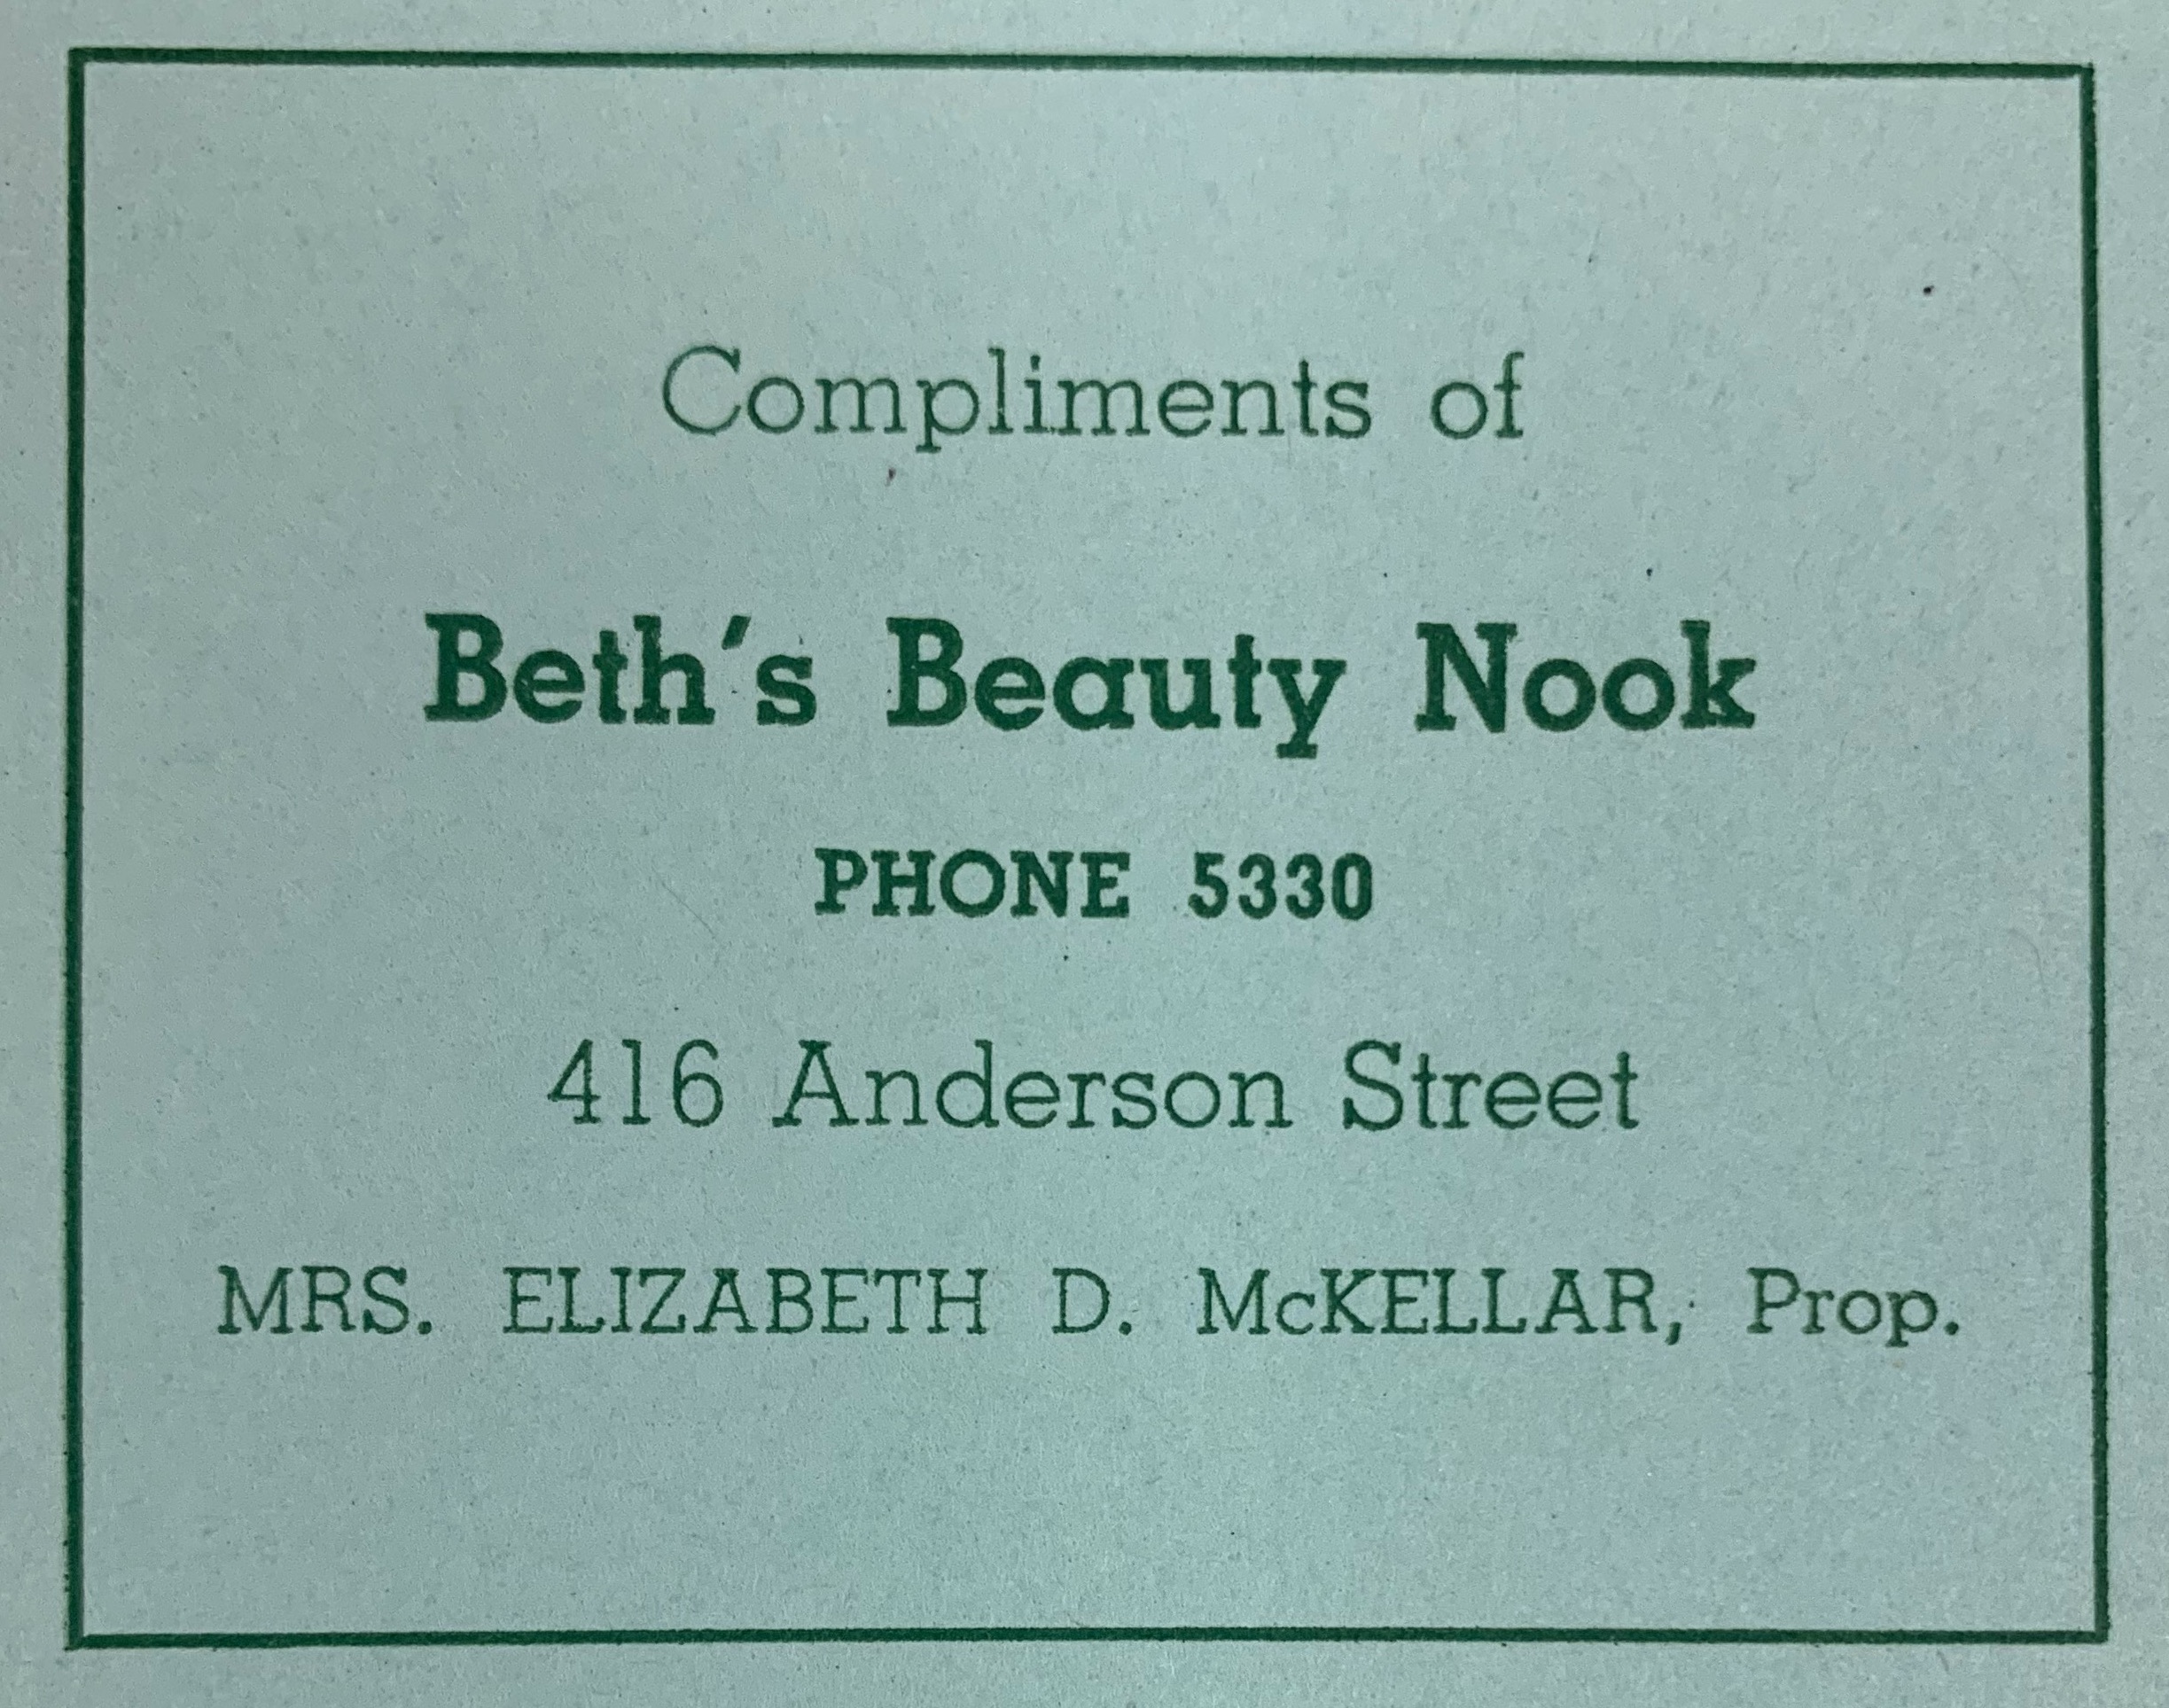 Compliments of
Beth's Beauty Nook
PHONE 5330
416 Anderson Street
MRS. ELIZABETH D. McKELLAR, Prop.